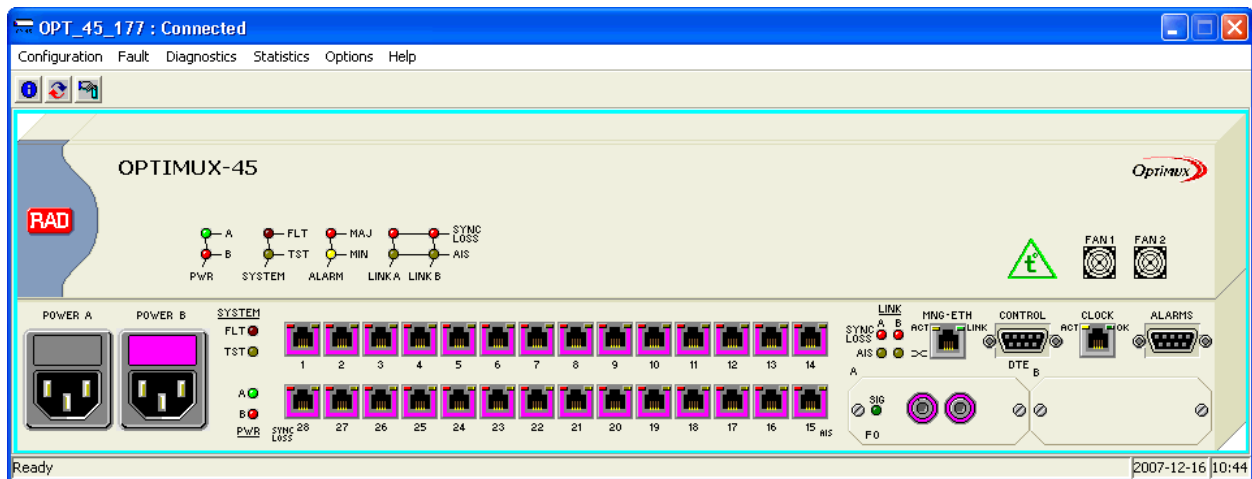 OPT_45_177 : Connected
Configuration Fault Diagnostics Statistics Options Help
OPTIMUX-45
Optimux
RAD
A FLT MAJ SYNC LOSS
B TST MIN AIS
PWR SYSTEM ALARM LINK A LINK B
t°
FAN 1 FAN 2
POWER A POWER B
SYSTEM
FLT
TST
1 2 3 4 5 6 7 8 9 10 11 12 13 14
A
B
PWR
SYNC LOSS 28 27 26 25 24 23 22 21 20 19 18 17 16 15 AIS
LINK
A B
SYNC LOSS
AIS
MNG-ETH
ACT LINK
CONTROL
DTE
CLOCK
ACT OK
ALARMS
A
SIG
FO
B
Ready 2007-12-16 10:44